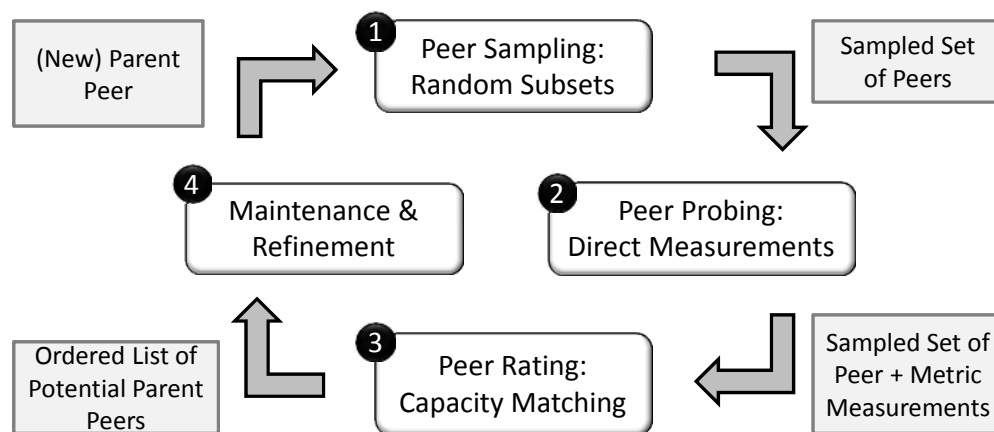 (New) Parent
Peer
1
Peer Sampling:
Random Subsets
Sampled Set
of Peers
4
Maintenance &
Refinement
2
Peer Probing:
Direct Measurements
Ordered List of
Potential Parent
Peers
3
Peer Rating:
Capacity Matching
Sampled Set of
Peer + Metric
Measurements